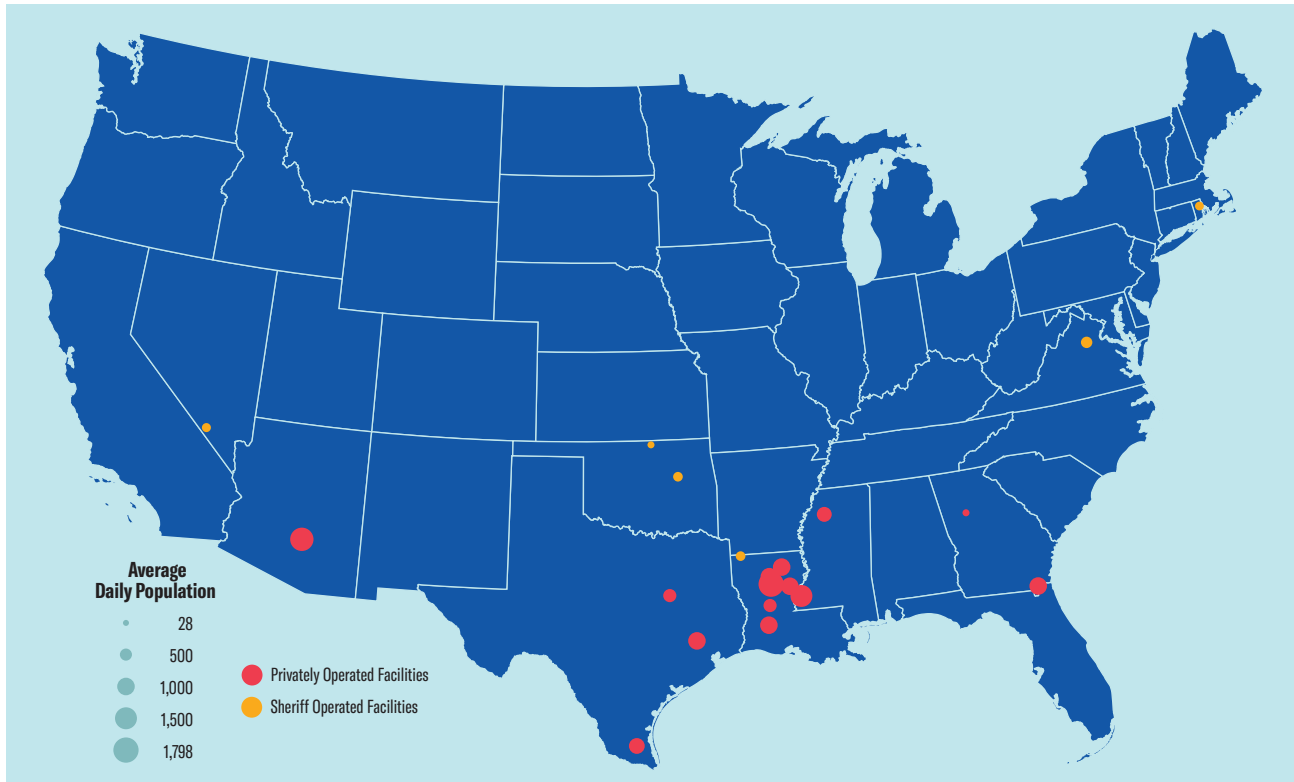 Average
Daily Population
28
500
1,000
1,500
1,798
Privately Operated Facilities
Sheriff Operated Facilities